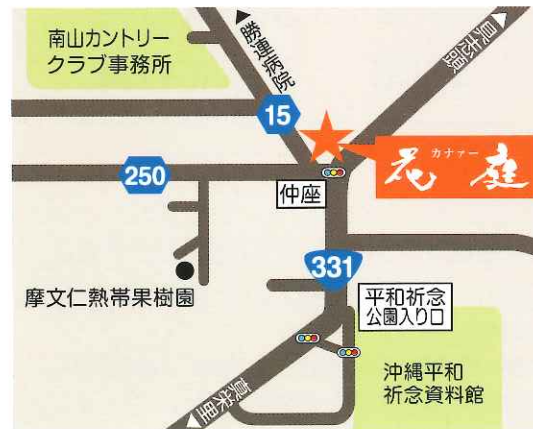 南山カントリー
クラブ事務所
勝連病院
具志頭
15
カナァー
花庭
250
仲座
331
摩文仁熱帯果樹園
平和祈念
公園入り口
真栄里
沖縄平和
祈念資料館